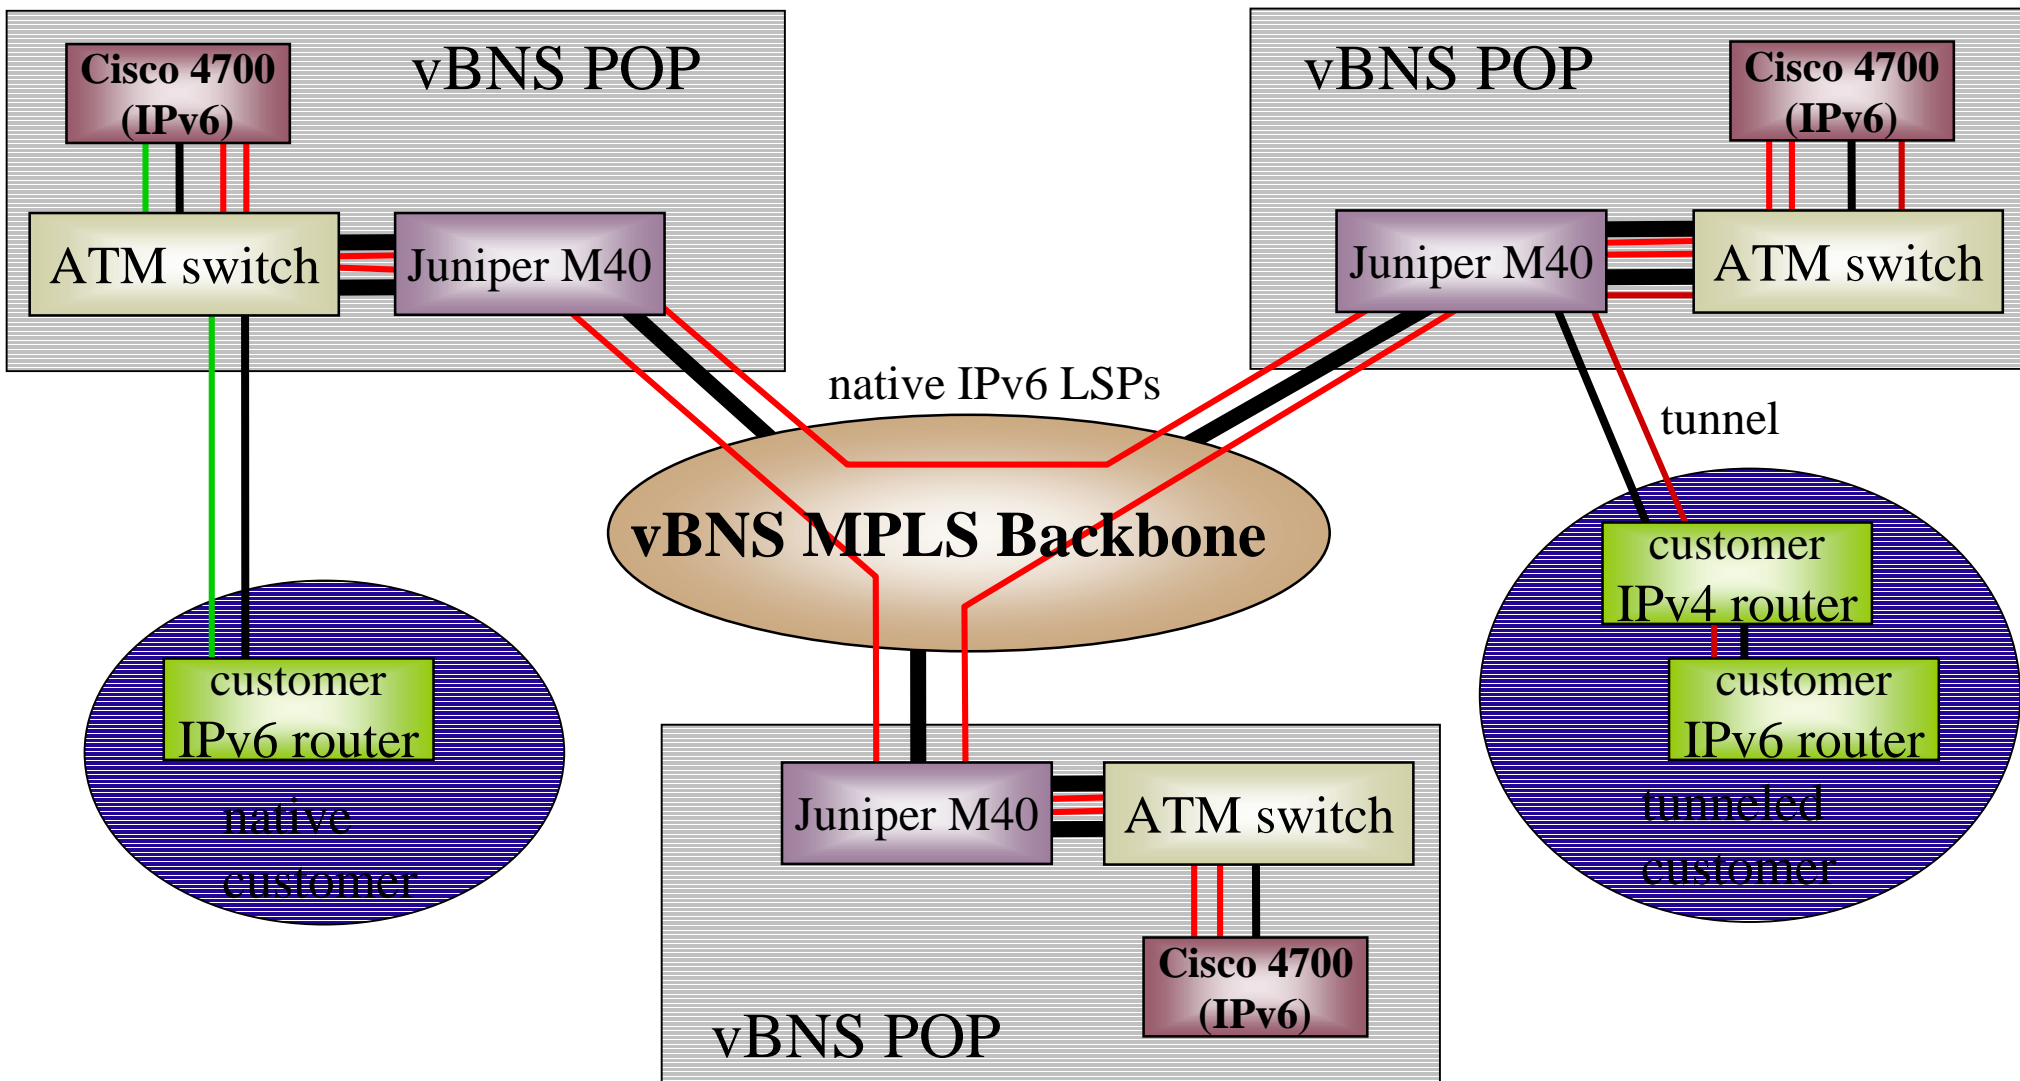 Cisco 4700
(IPv6)
vBNS POP
ATM switch
Juniper M40
vBNS POP
Cisco 4700
(IPv6)
Juniper M40
ATM switch
native IPv6 LSPs
tunnel
vBNS MPLS Backbone
customer
IPv6 router
native
customer
customer
IPv4 router
customer
IPv6 router
tunneled
customer
Juniper M40
ATM switch
Cisco 4700
(IPv6)
vBNS POP